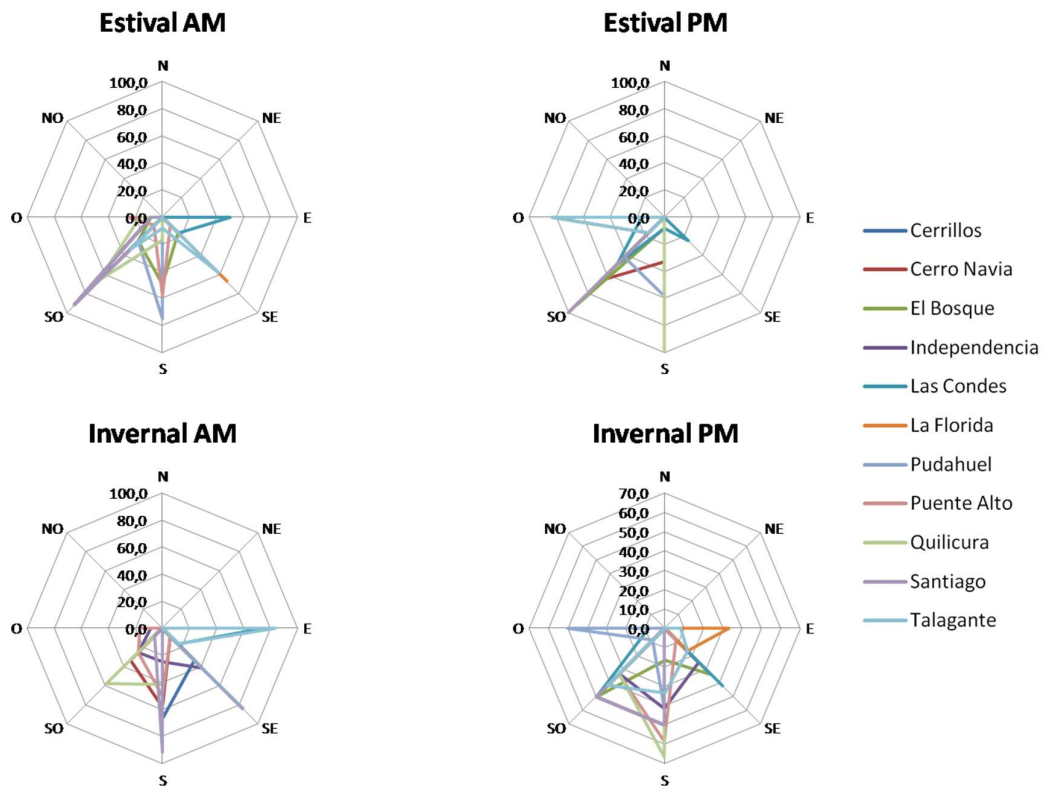 Estival AM
N
100,0
80,0
60,0
40,0
20,0
0,0
NO
NE
O
E
SO
SE
S
Estival PM
N
100,0
80,0
60,0
40,0
20,0
0,0
NO
NE
O
E
SO
SE
S
Invernal AM
N
100,0
80,0
60,0
40,0
20,0
0,0
NO
NE
O
E
SO
SE
S
Invernal PM
N
70,0
60,0
50,0
40,0
30,0
20,0
10,0
0,0
NO
NE
O
E
SO
SE
S
Cerrillos
Cerro Navia
El Bosque
Independencia
Las Condes
La Florida
Pudahuel
Puente Alto
Quilicura
Santiago
Talagante